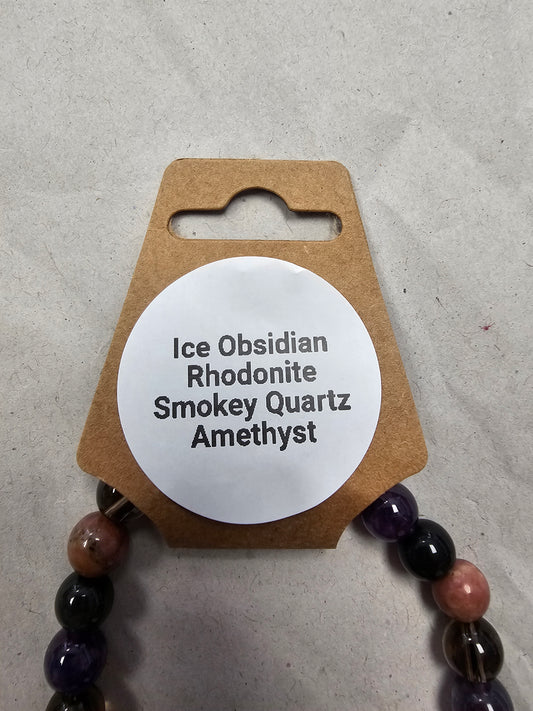 Ice Obsidian
Rhodonite
Smokey Quartz
Amethyst